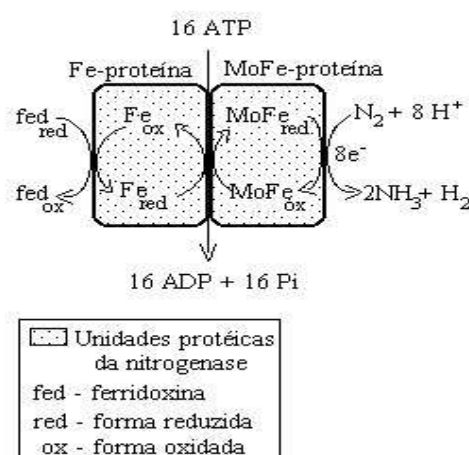 16 ATP
Fe-proteína MoFe-proteína
fed red Fe ox MoFe red N2 + 8 H+
8e-
fed ox Fe red MoFe ox 2NH3 + H2
16 ADP + 16 Pi
Unidades protéicas
da nitrogenase
fed - ferridoxina
red - forma reduzida
ox - forma oxidada